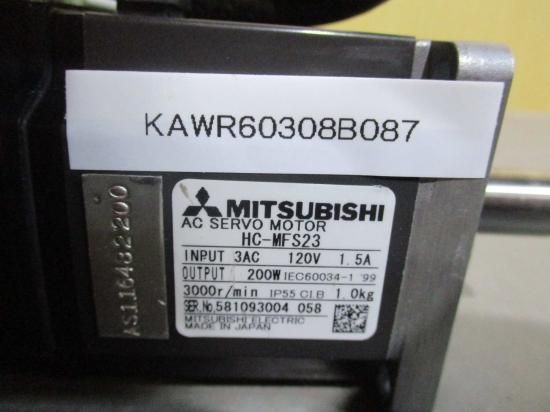 KAWR60308B087
AS116482200
MITSUBISHI
AC SERVO MOTOR
HC-MFS23
INPUT 3AC 120V 1.5A
OUTPUT 200W IEC60034-1 '99
3000r/min IP55 CI.B 1.0kg
SER.No.581093004 058
MITSUBISHI ELECTRIC
MADE IN JAPAN